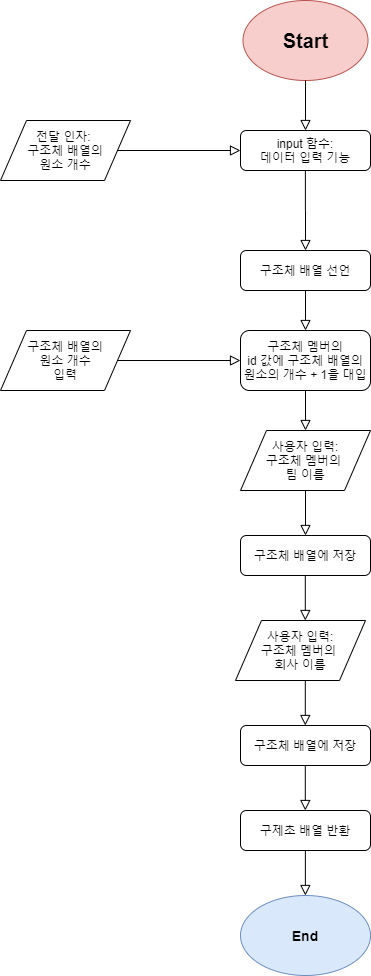 Start
전달 인자:
구조체 배열의
원소 개수
input 함수:
데이터 입력 기능
구조체 배열 선언
구조체 배열의
원소 개수
입력
구조체 멤버의
id 값에 구조체 배열의
원소의 개수 + 1을 대입
사용자 입력:
구조체 멤버의
팀 이름
구조체 배열에 저장
사용자 입력:
구조체 멤버의
회사 이름
구조체 배열에 저장
구제초 배열 반환
End